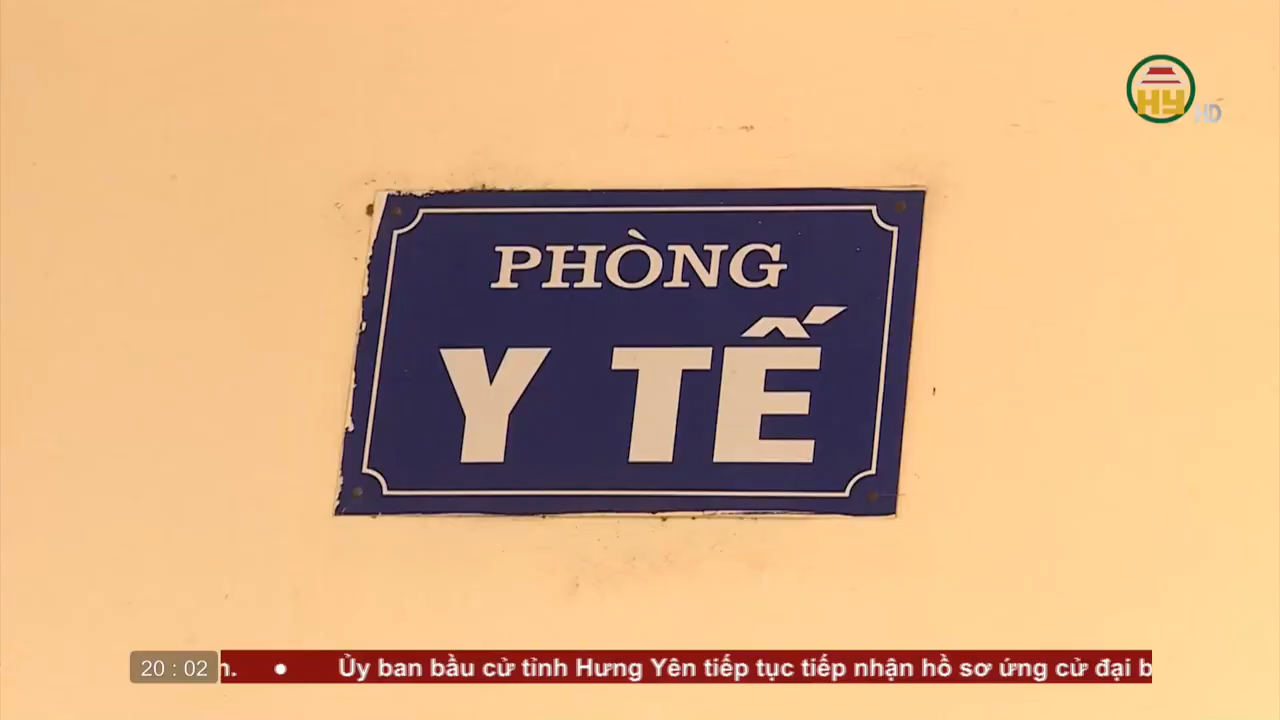 HY HD
PHÒNG
Y TẾ
20 : 02
Ủy ban bầu cử tỉnh Hưng Yên tiếp tục tiếp nhận hồ sơ ứng cử đại